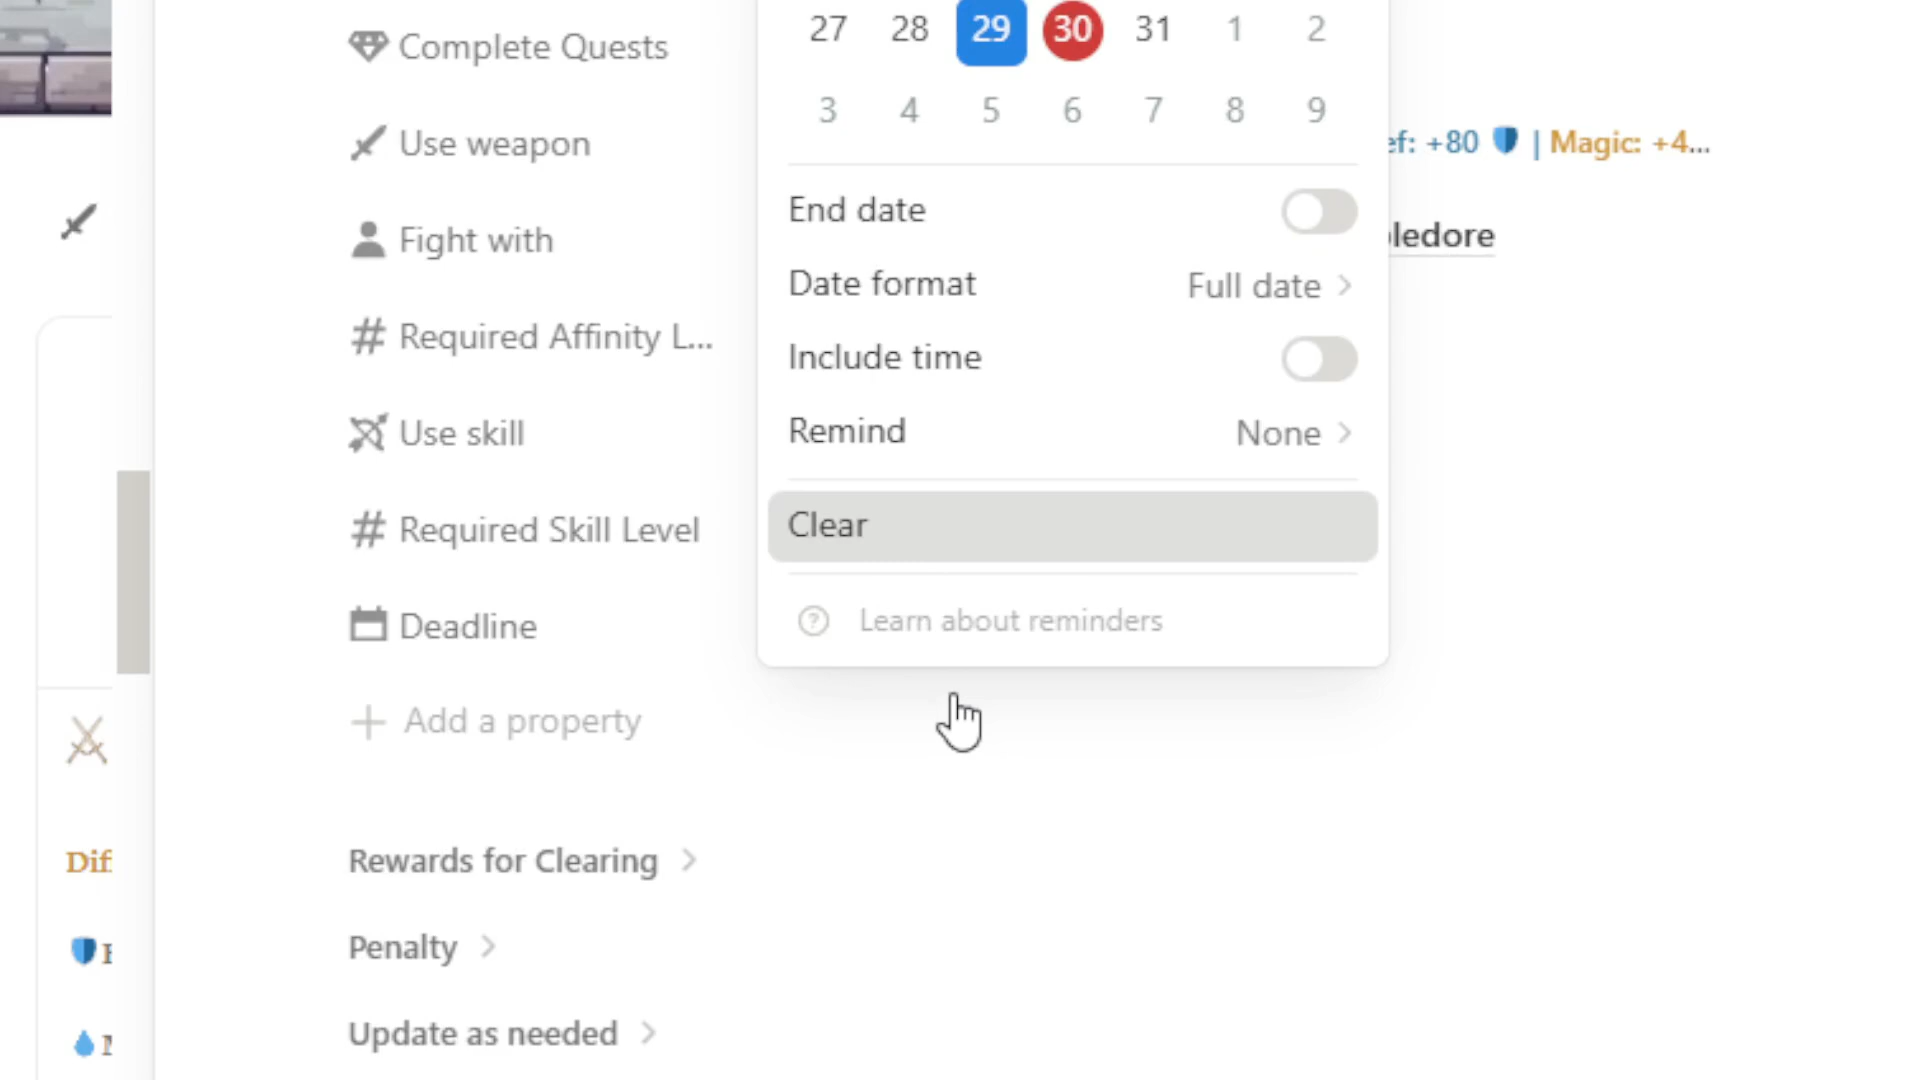 Complete Quests
Use weapon
Fight with
Required Affinity L...
Use skill
Required Skill Level
Deadline
Add a property
Rewards for Clearing
Penalty
Update as needed
27 28 29 30 31 1 2
3 4 5 6 7 8 9
End date
Date format Full date
Include time
Remind None
Clear
Learn about reminders
ef: +80 | Magic: +4...
ledore
Dif